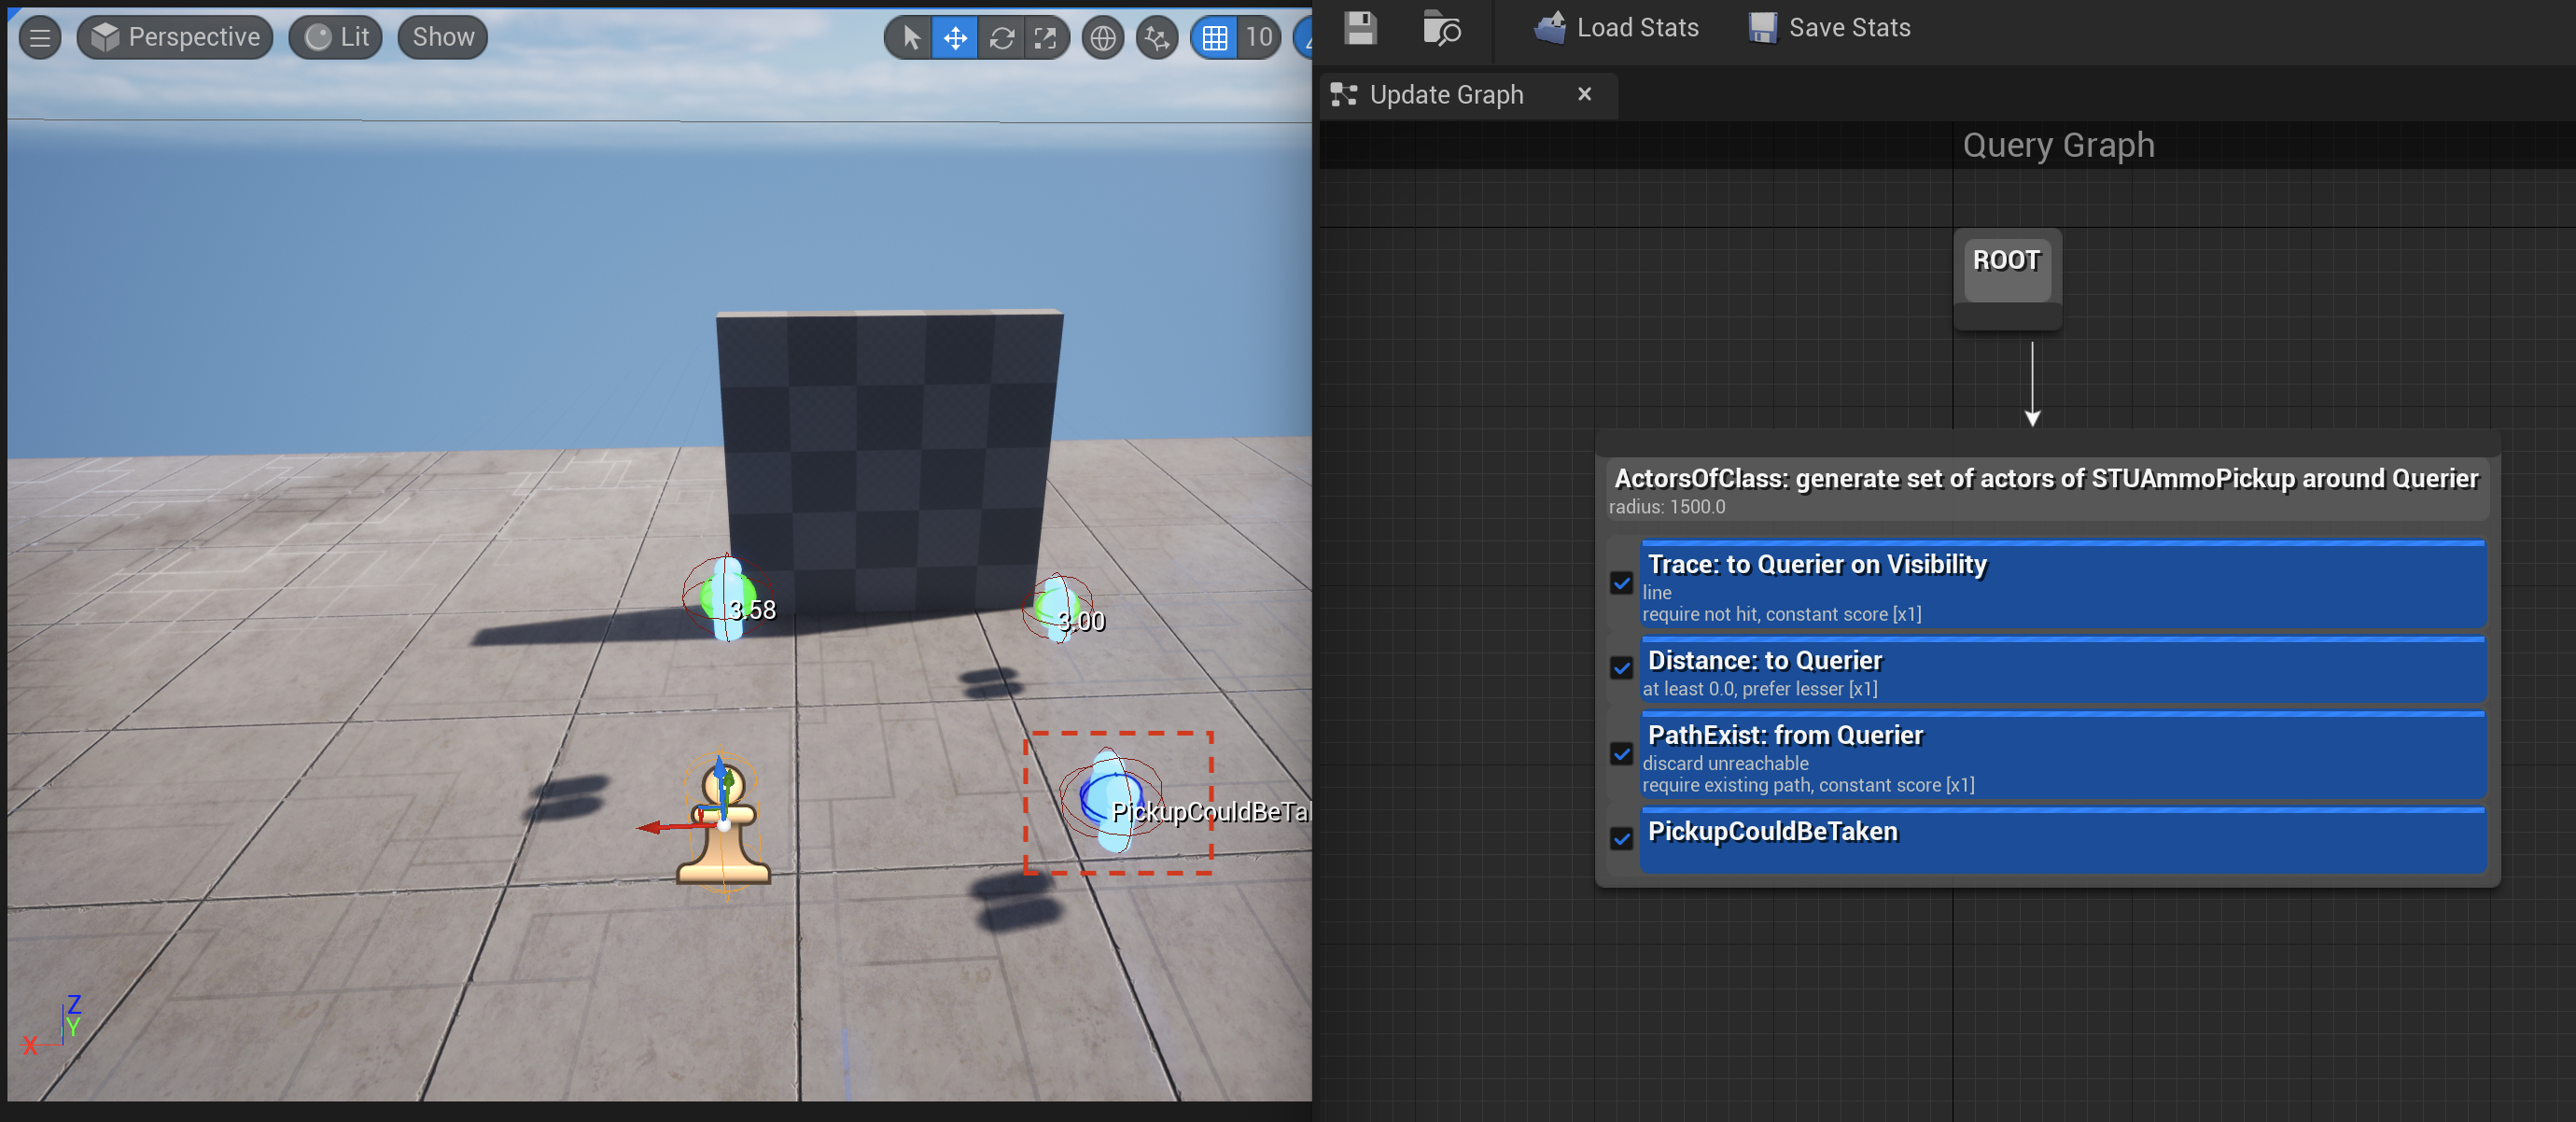 Perspective
Lit
Show
10
3.58
3.00
PickupCouldBeTa
Z
Y
X
Load Stats
Save Stats
Update Graph
Query Graph
ROOT
ActorsOfClass: generate set of actors of STUAmmoPickup around Querier
radius: 1500.0
Trace: to Querier on Visibility
line
require not hit, constant score [x1]
Distance: to Querier
at least 0.0, prefer lesser [x1]
PathExist: from Querier
discard unreachable
require existing path, constant score [x1]
PickupCouldBeTaken